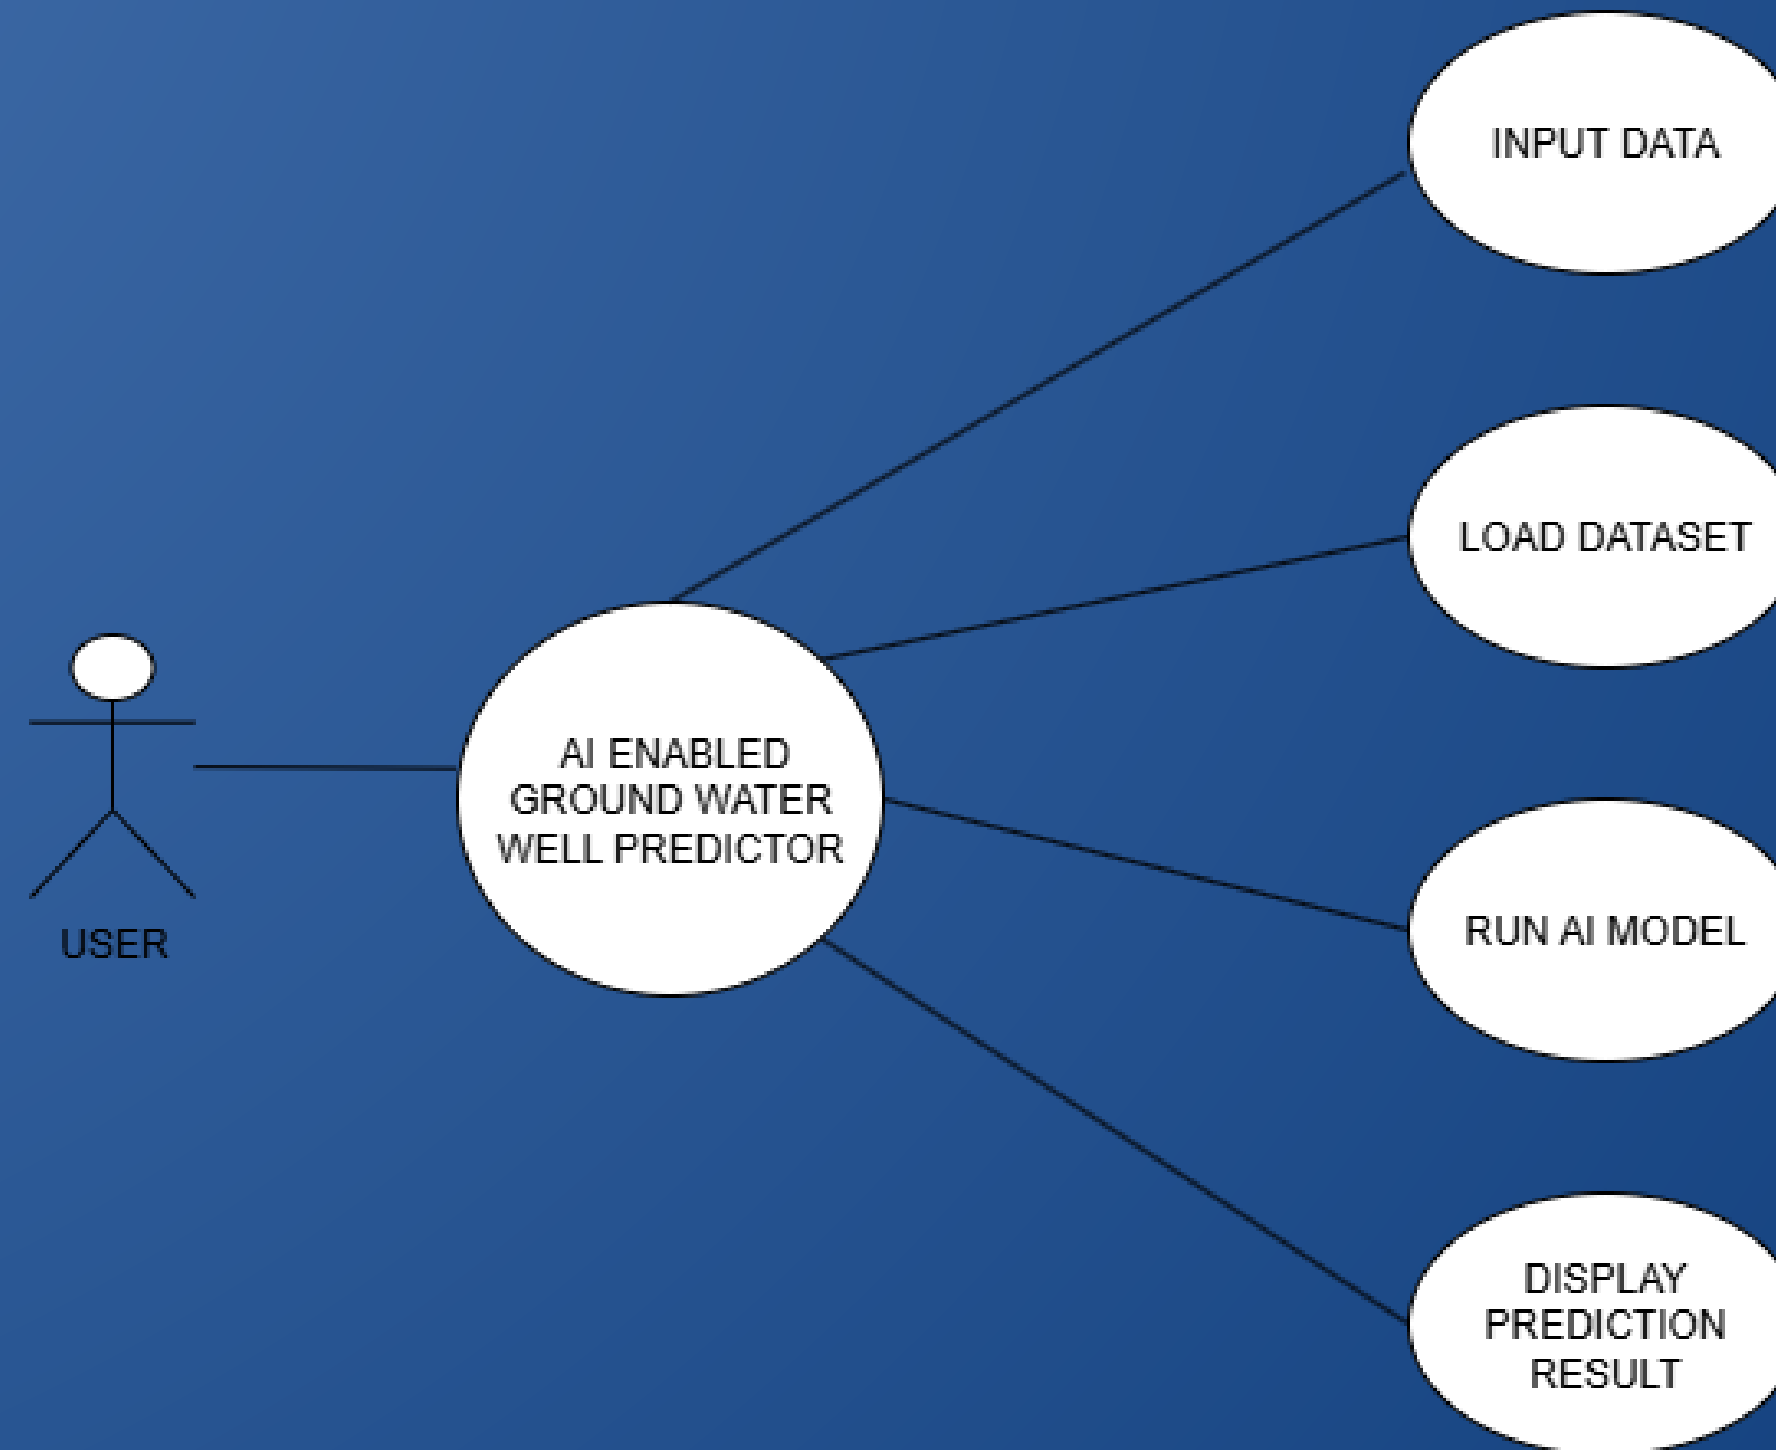 INPUT DATA
LOAD DATASET
AI ENABLED
GROUND WATER
WELL PREDICTOR
USER
RUN AI MODEL
DISPLAY
PREDICTION
RESULT